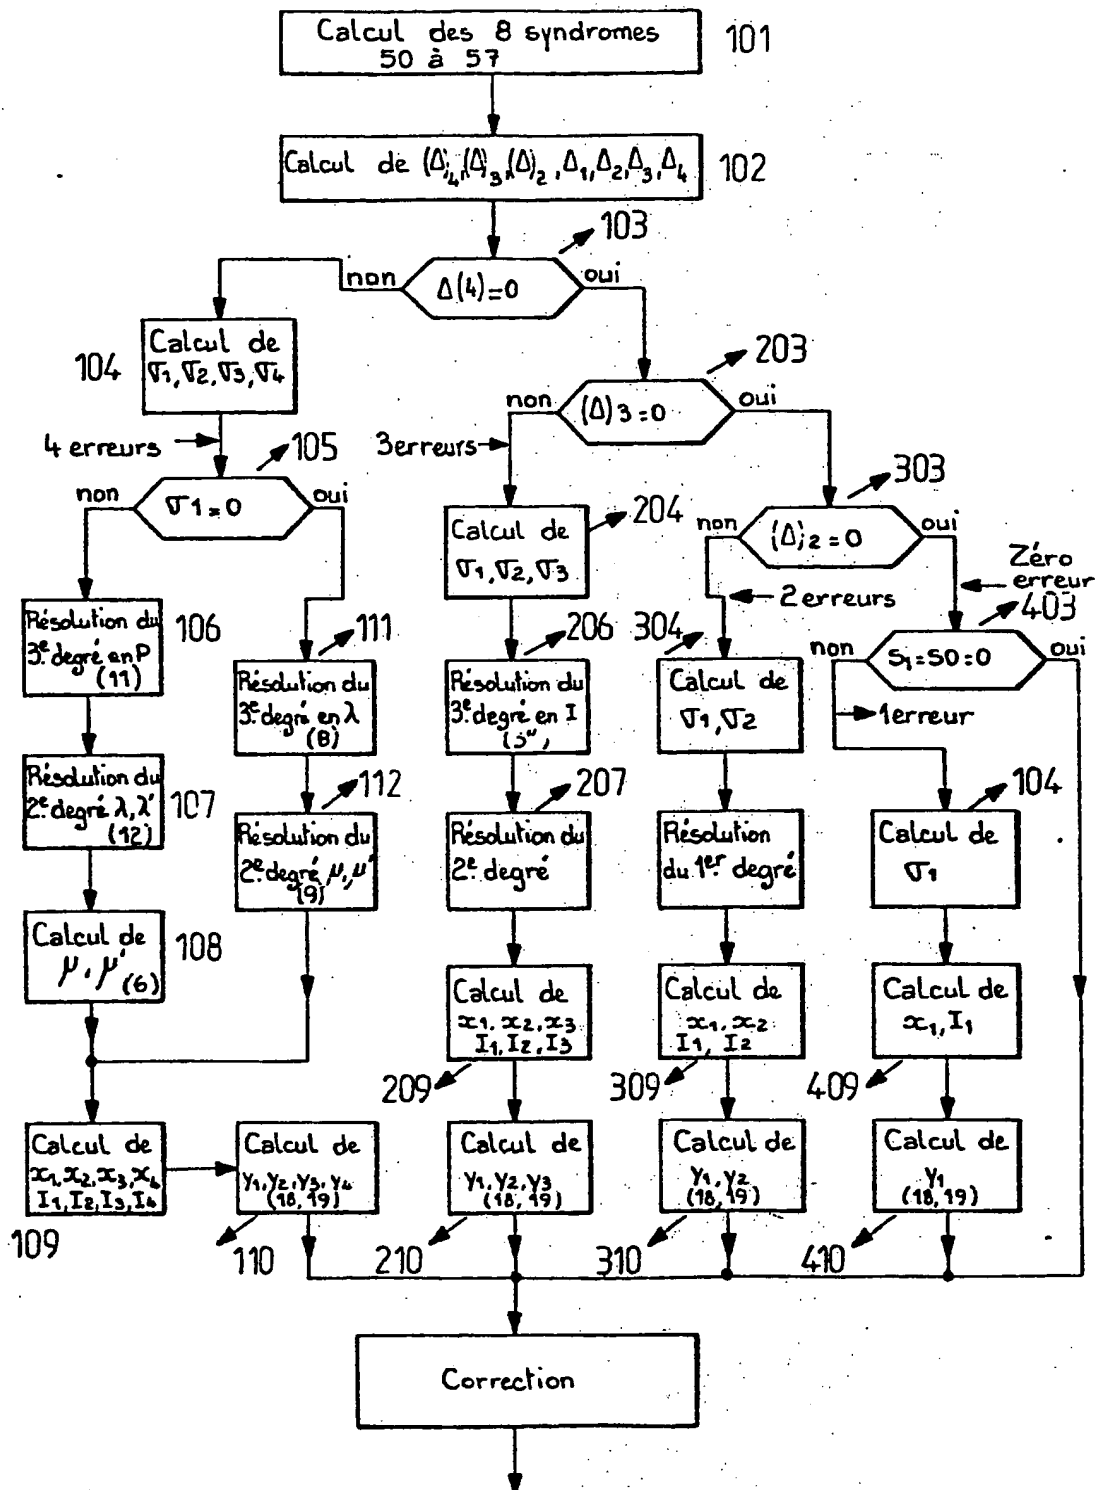 Calcul des 8 syndromes
50 à 57
101
Calcul de (Δ)4,(Δ)3,(Δ)2, Δ1, Δ2, Δ3, Δ4
102
103
non
Δ(4)=0
oui
Calcul de
σ1, σ2, σ3, σ4
104
203
non
(Δ)3=0
oui
4 erreurs
105
3erreurs
303
non
σ1=0
oui
Calcul de
σ1, σ2, σ3
204
non
(Δ)2=0
oui
Zéro
erreur
2 erreurs
403
Résolution du
3e degré en P
(11)
106
111
206
304
non
S1=S0=0
oui
Résolution du
3e degré en λ
(8)
Résolution du
3e degré en I
(3",
Calcul de
σ1, σ2
1erreur
Résolution du
2e degré λ, λ'
(12)
107
112
207
104
Résolution du
2e degré μ, μ'
(9)
Résolution du
2e degré
Résolution
du 1er degré
Calcul de
σ1
Calcul de
μ, μ' (6)
108
Calcul de
x1, x2, x3
I1, I2, I3
Calcul de
x1, x2
I1, I2
Calcul de
x1, I1
209
309
409
Calcul de
x1, x2, x3, x4
I1, I2, I3, I4
Calcul de
y1, y2, y3, y4
(18, 19)
Calcul de
y1, y2, y3
(18, 19)
Calcul de
y1, y2
(18, 19)
Calcul de
y1
(18, 19)
109
110
210
310
410
Correction